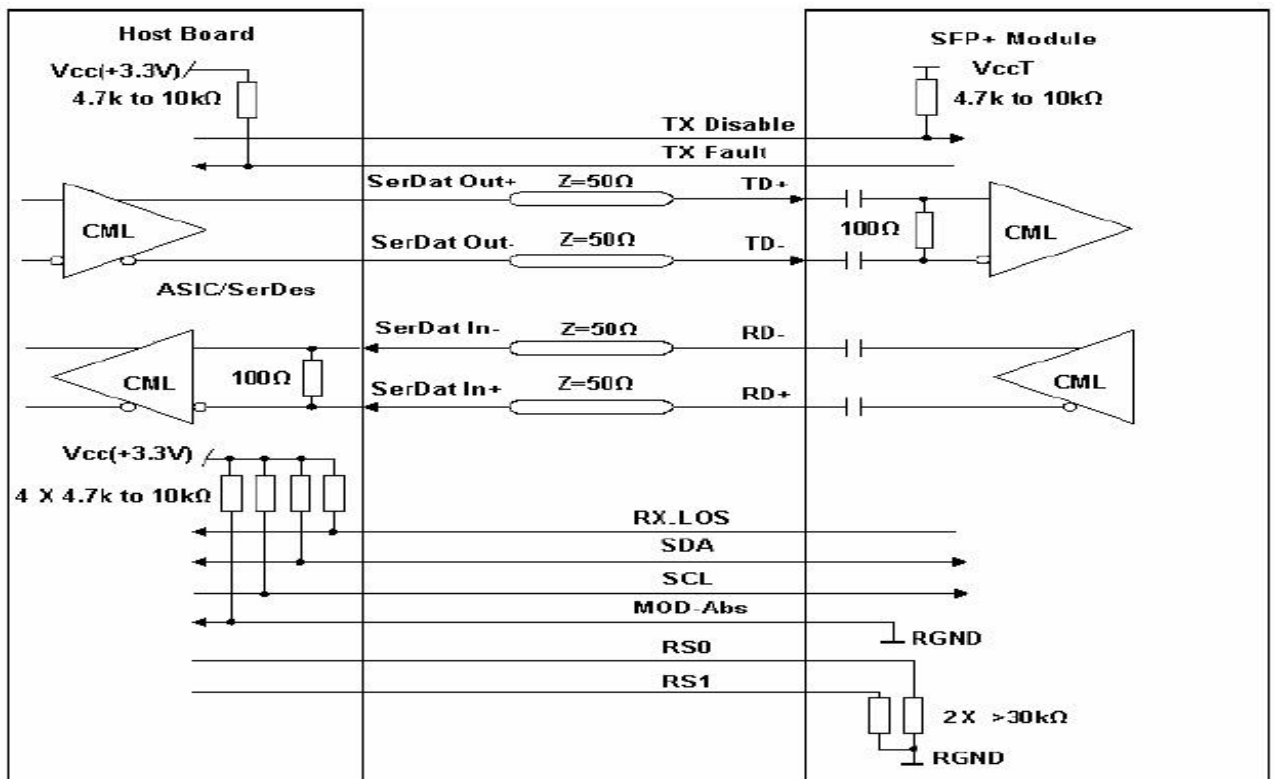 Host Board
SFP+ Module
Vcc(+3.3V)
VccT
4.7k to 10kΩ
4.7k to 10kΩ
TX Disable
TX Fault
SerDat Out+
Z=50Ω
TD+
CML
100Ω
CML
SerDat Out-
Z=50Ω
TD-
ASIC/SerDes
SerDat In-
Z=50Ω
RD-
CML
100Ω
CML
SerDat In+
Z=50Ω
RD+
Vcc(+3.3V)
4 X 4.7k to 10kΩ
RX_LOS
SDA
SCL
MOD-Abs
RGND
RS0
RS1
2X >30kΩ
RGND